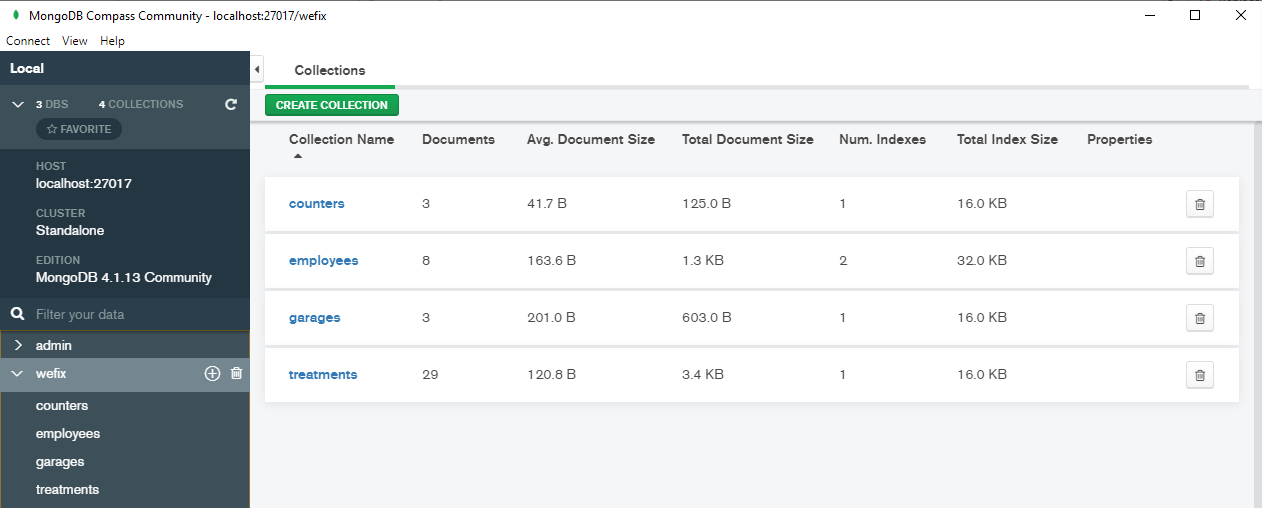 MongoDB Compass Community - localhost:27017/wefix
Connect View Help
Local
3 DBS 4 COLLECTIONS
FAVORITE
HOST
localhost:27017
CLUSTER
Standalone
EDITION
MongoDB 4.1.13 Community
Filter your data
admin
wefix
counters
employees
garages
treatments
Collections
CREATE COLLECTION
Collection Name Documents Avg. Document Size Total Document Size Num. Indexes Total Index Size Properties
counters 3 41.7 B 125.0 B 1 16.0 KB
employees 8 163.6 B 1.3 KB 2 32.0 KB
garages 3 201.0 B 603.0 B 1 16.0 KB
treatments 29 120.8 B 3.4 KB 1 16.0 KB